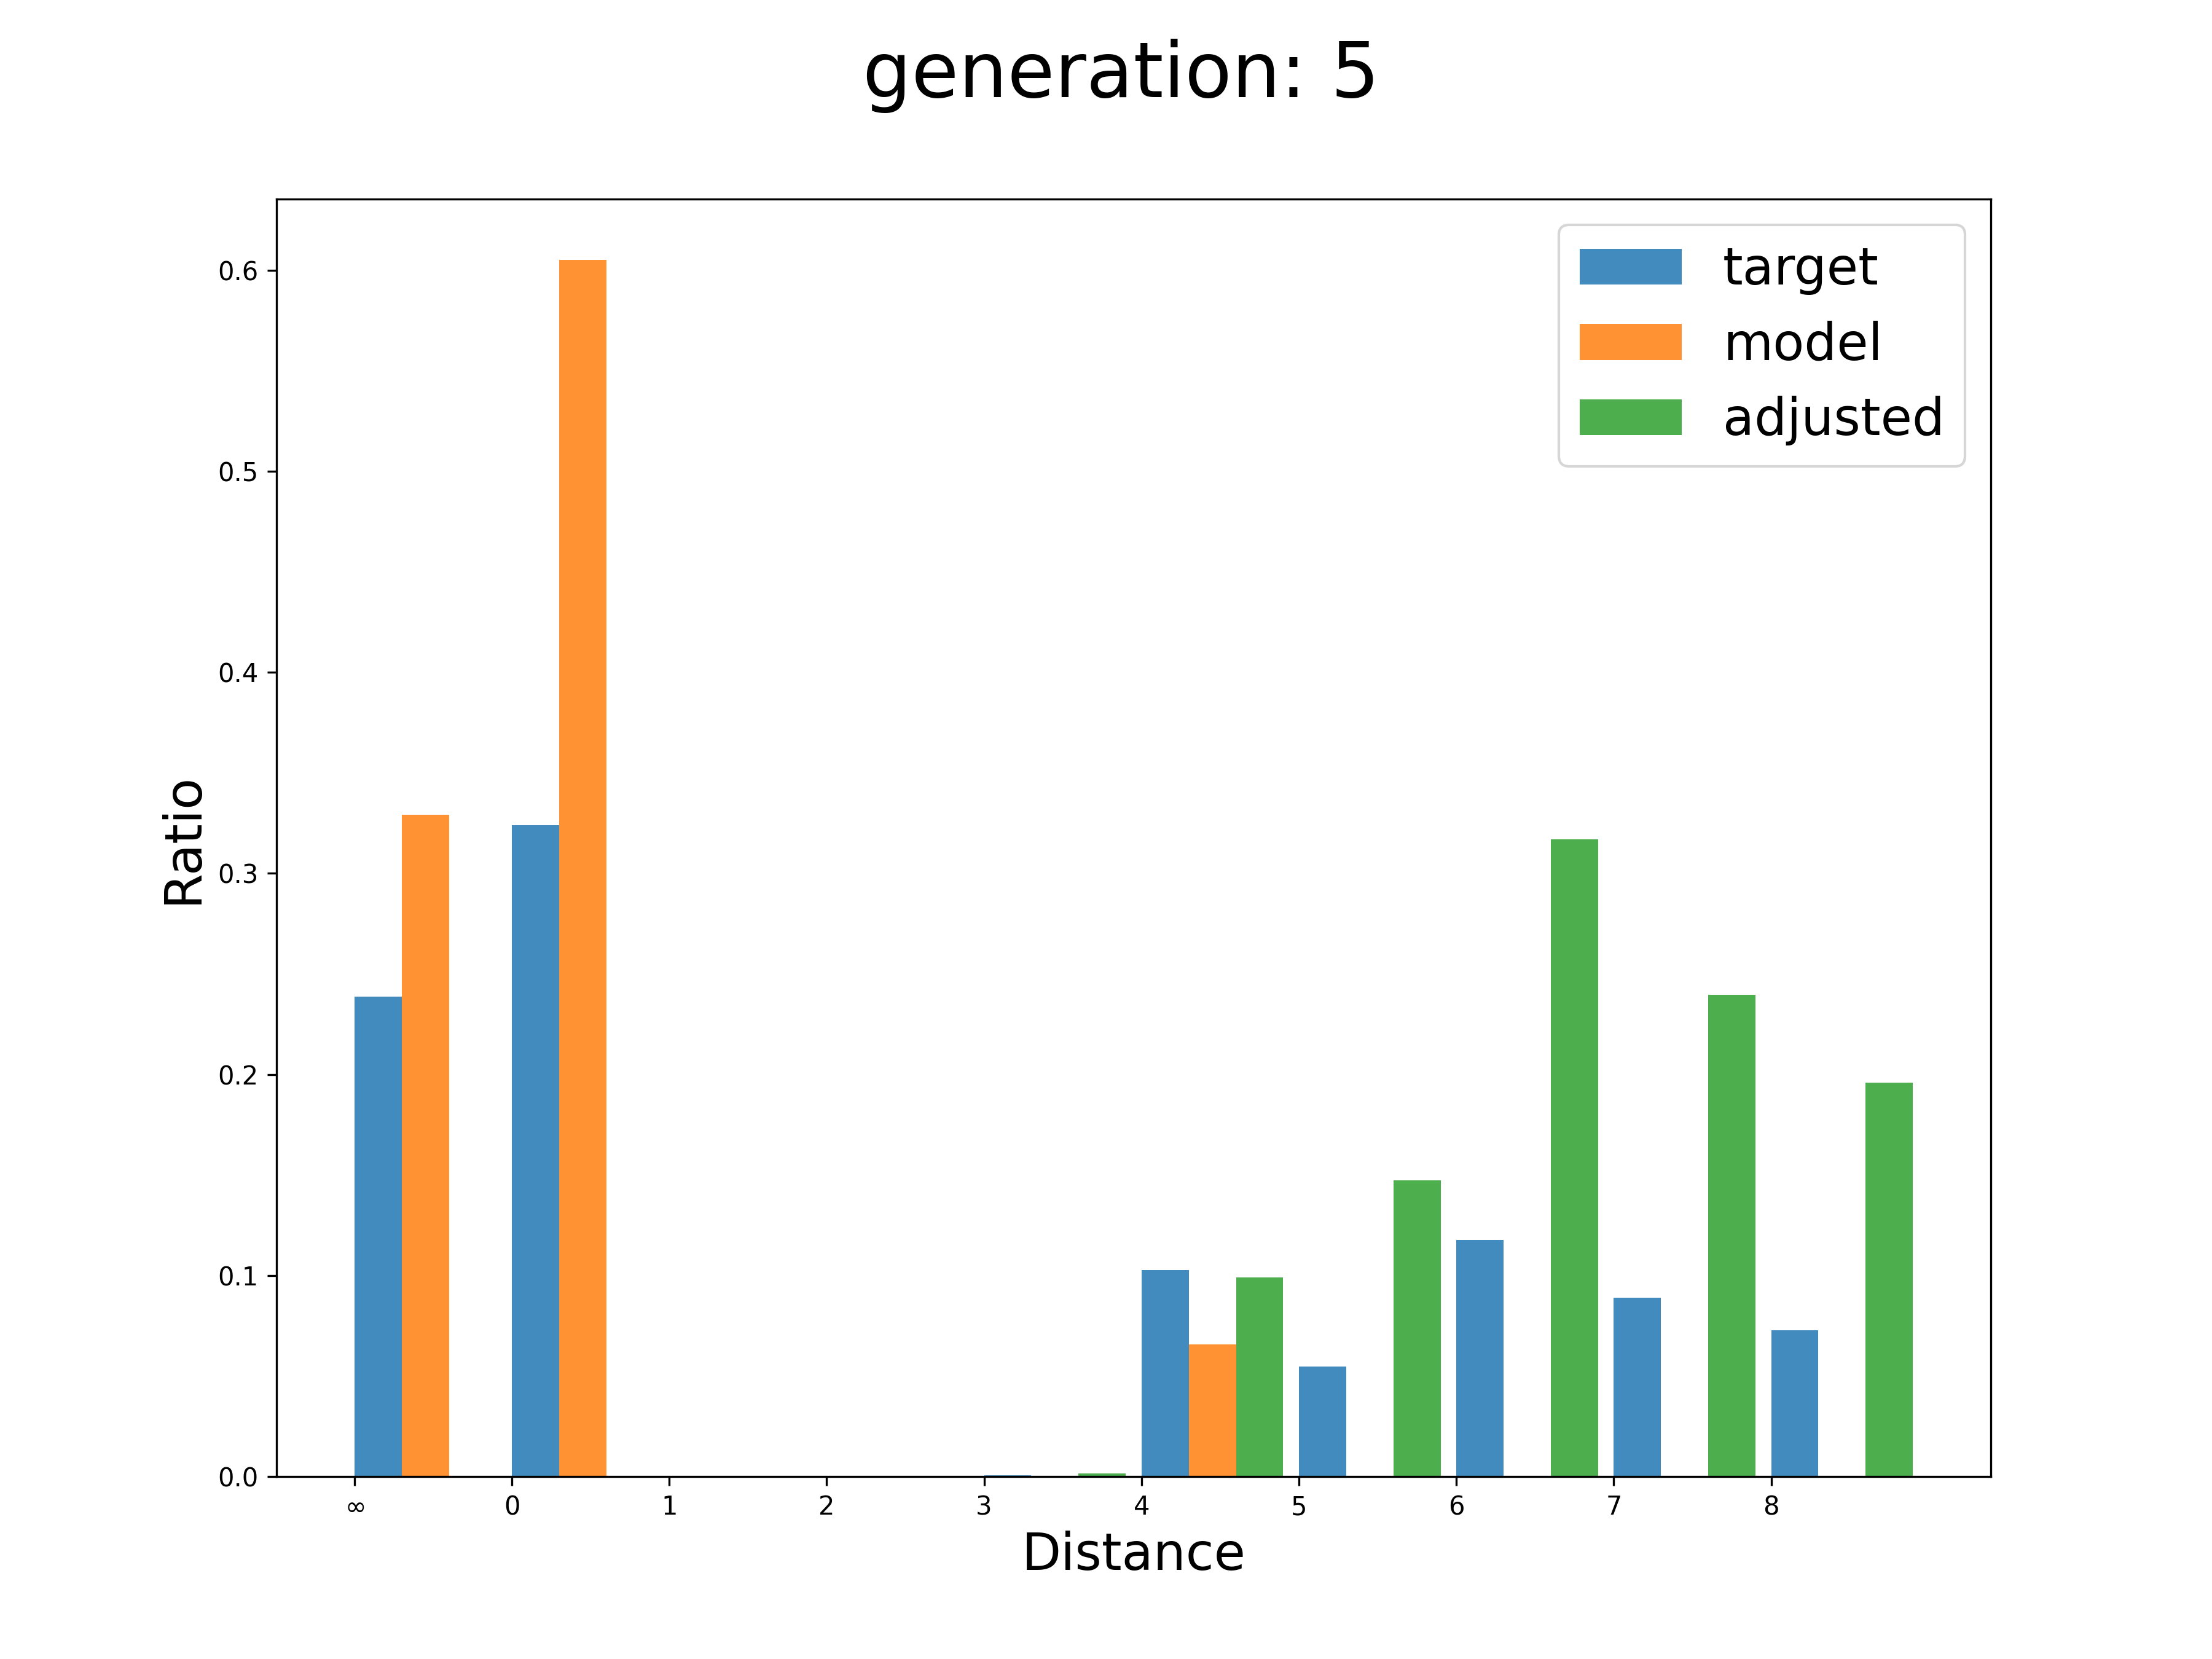 generation: 5
target
model
adjusted
0.6
0.5
0.4
0.3
0.2
0.1
0.0
Ratio
∞ 0 1 2 3 4 5 6 7 8
Distance